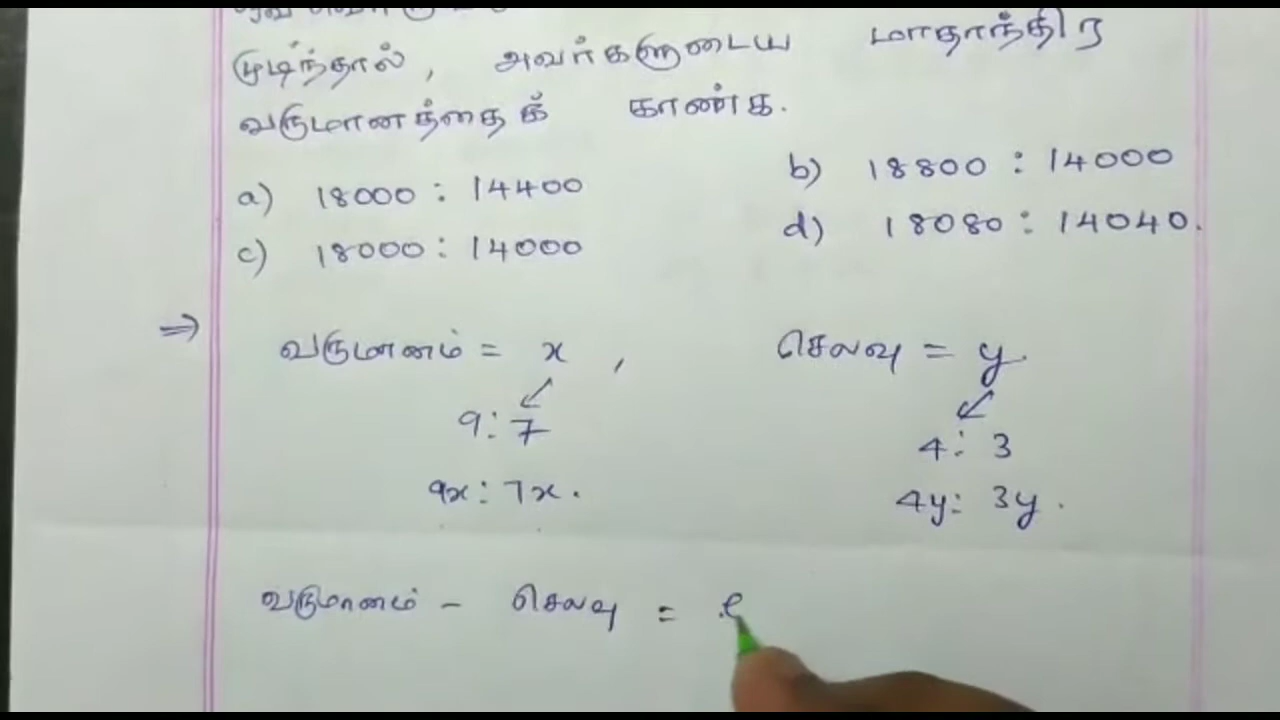 முடிந்தால், அவர்களுடைய மாதாந்திர
வருமானத்தைக் காண்க.
a) 18000 : 14400 b) 18800 : 14000
c) 18000 : 14000 d) 18080 : 14040.
⇒ வருமானம் = x , செலவு = y.
9 : 7 4 : 3
9x : 7x . 4y : 3y .
வருமானம் - செலவு =